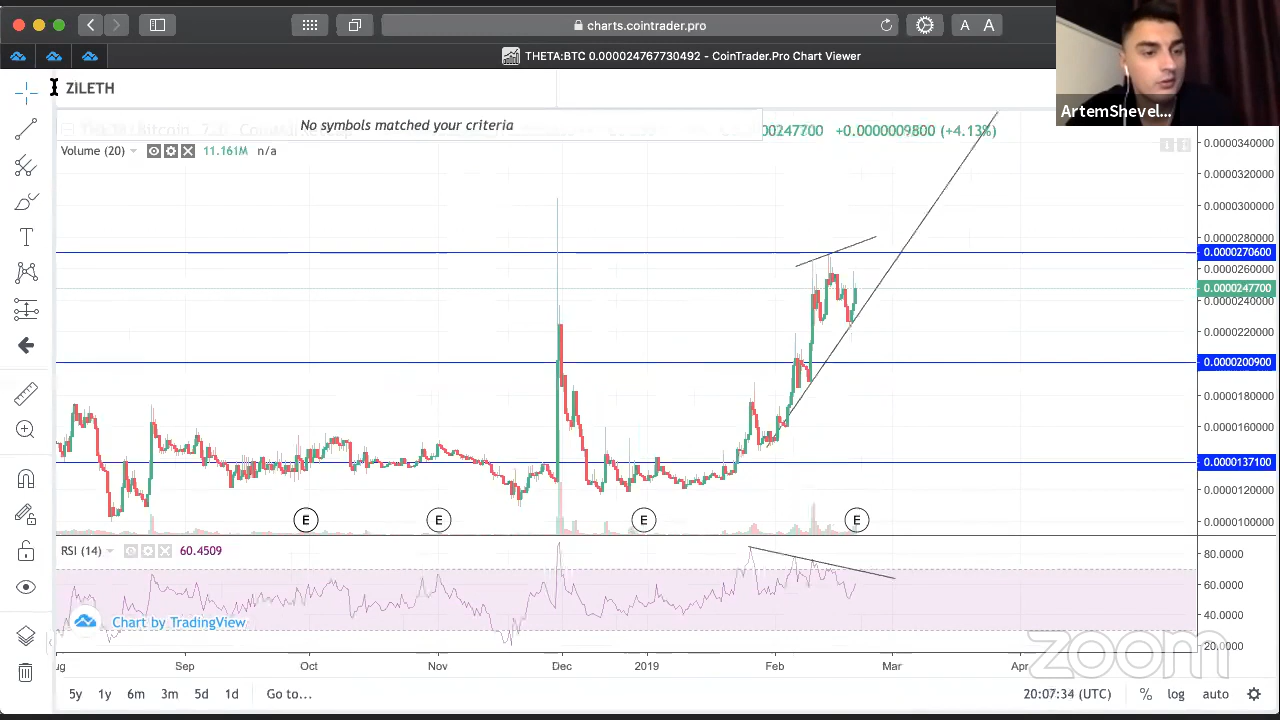 charts.cointrader.pro
A A
THETA:BTC 0.000024767730492 – CoinTrader.Pro Chart Viewer
ZILETH
No symbols matched your criteria
000247700 +0.0000009800 (+4.13%)
Volume (20) 11.161M n/a
ArtemShevel...
0.0000340000
0.0000320000
0.0000300000
0.0000280000
0.0000270600
0.0000260000
0.0000247700
0.0000240000
0.0000220000
0.0000200900
0.0000180000
0.0000160000
0.0000137100
0.0000120000
0.0000100000
E E E E
RSI (14) 60.4509
80.0000
60.0000
40.0000
20.0000
Chart by TradingView
zoom
ug Sep Oct Nov Dec 2019 Feb Mar Apr
5y 1y 6m 3m 5d 1d Go to... 20:07:34 (UTC) % log auto